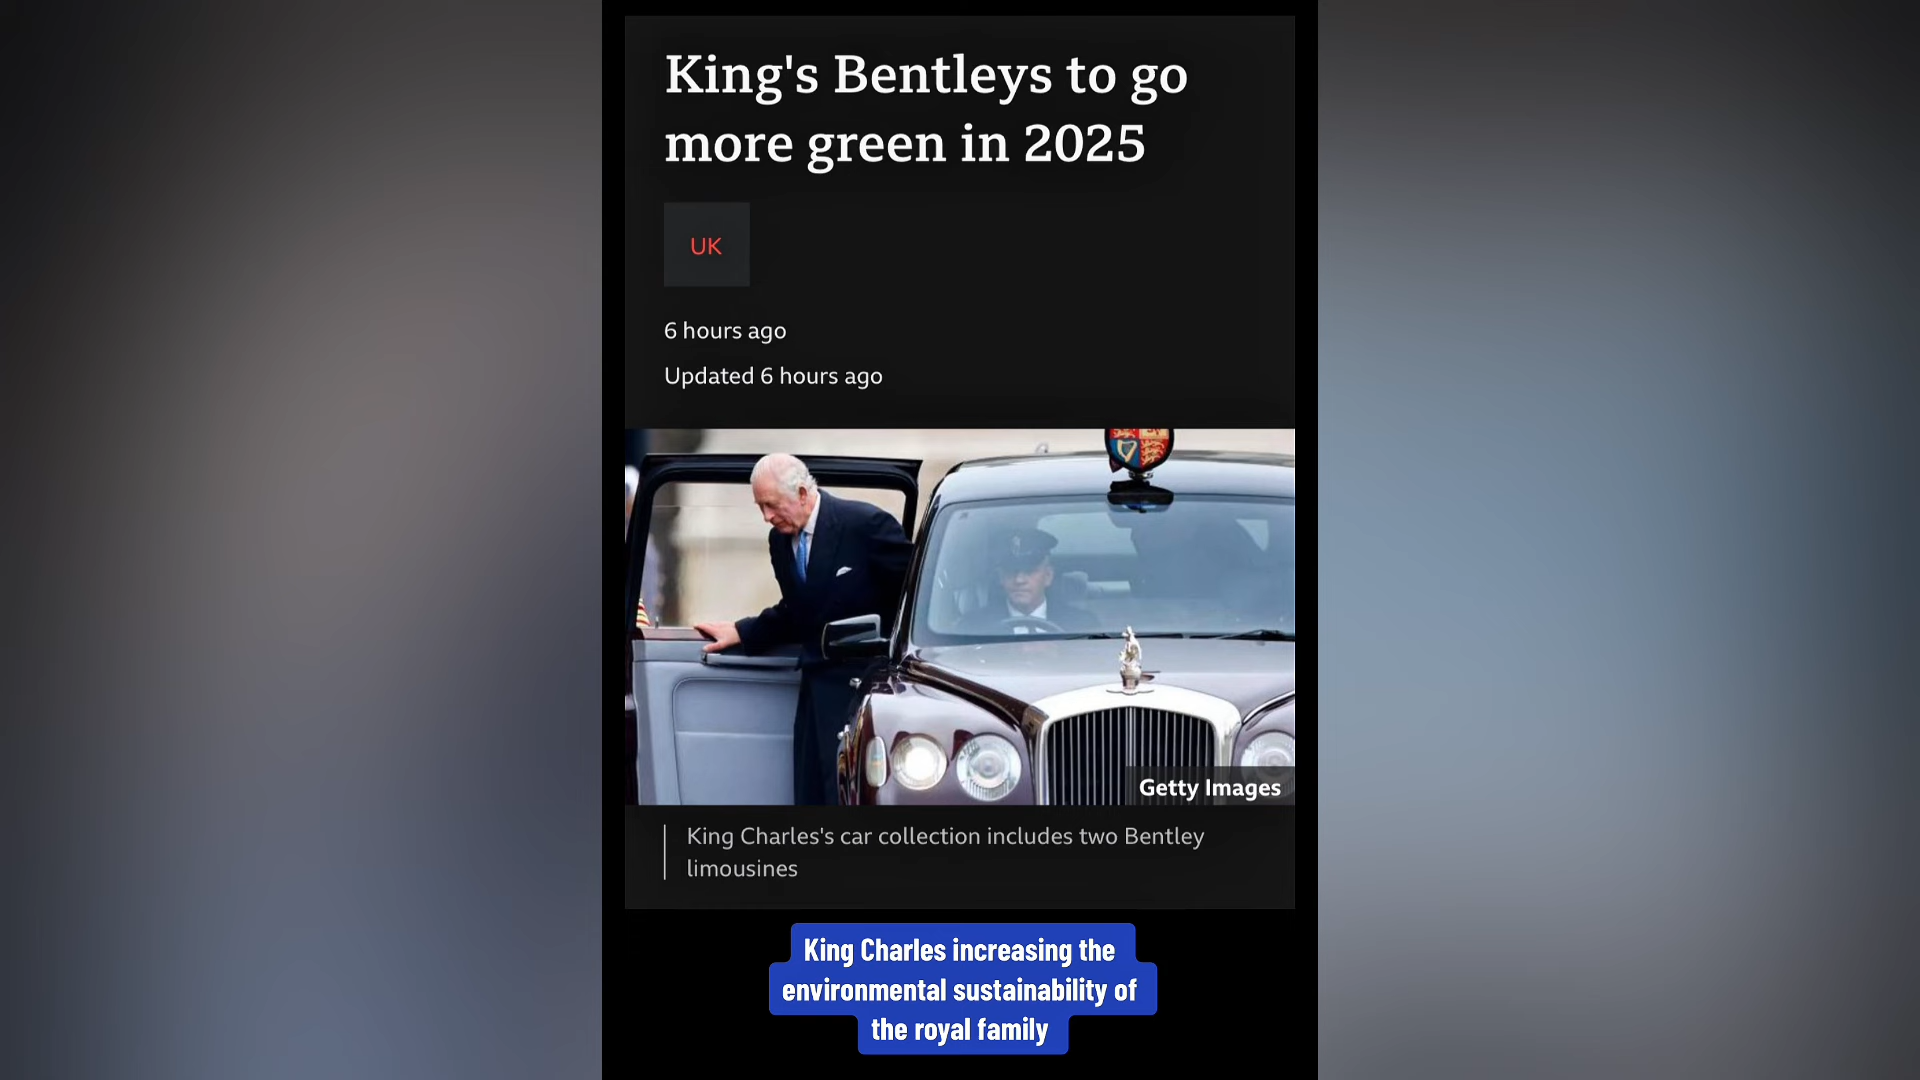 King's Bentleys to go
more green in 2025
UK
6 hours ago
Updated 6 hours ago
Getty Images
King Charles's car collection includes two Bentley
limousines
King Charles increasing the
environmental sustainability of
the royal family